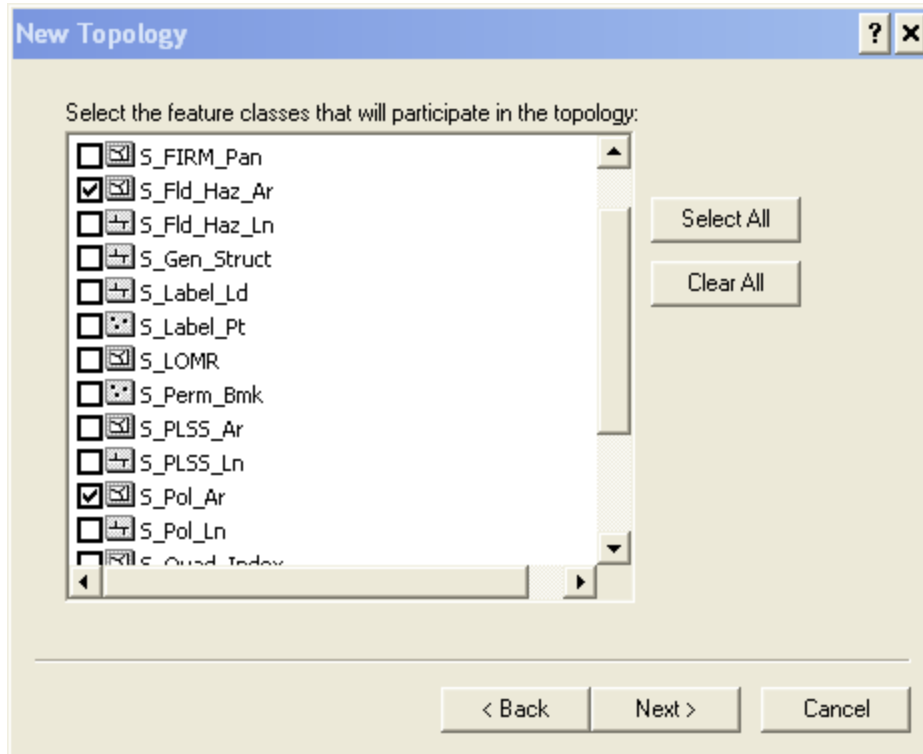 New Topology
Select the feature classes that will participate in the topology:
S_FIRM_Pan
S_Fld_Haz_Ar
S_Fld_Haz_Ln
S_Gen_Struct
S_Label_Ld
S_Label_Pt
S_LOMR
S_Perm_Bmk
S_PLSS_Ar
S_PLSS_Ln
S_Pol_Ar
S_Pol_Ln
S_Quad_Index
Select All
Clear All
< Back
Next >
Cancel